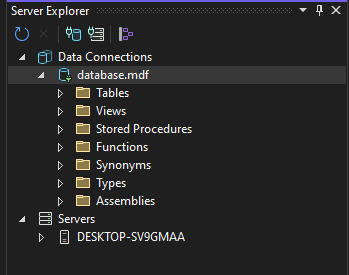 Server Explorer
Data Connections
database.mdf
Tables
Views
Stored Procedures
Functions
Synonyms
Types
Assemblies
Servers
DESKTOP-SV9GMAA